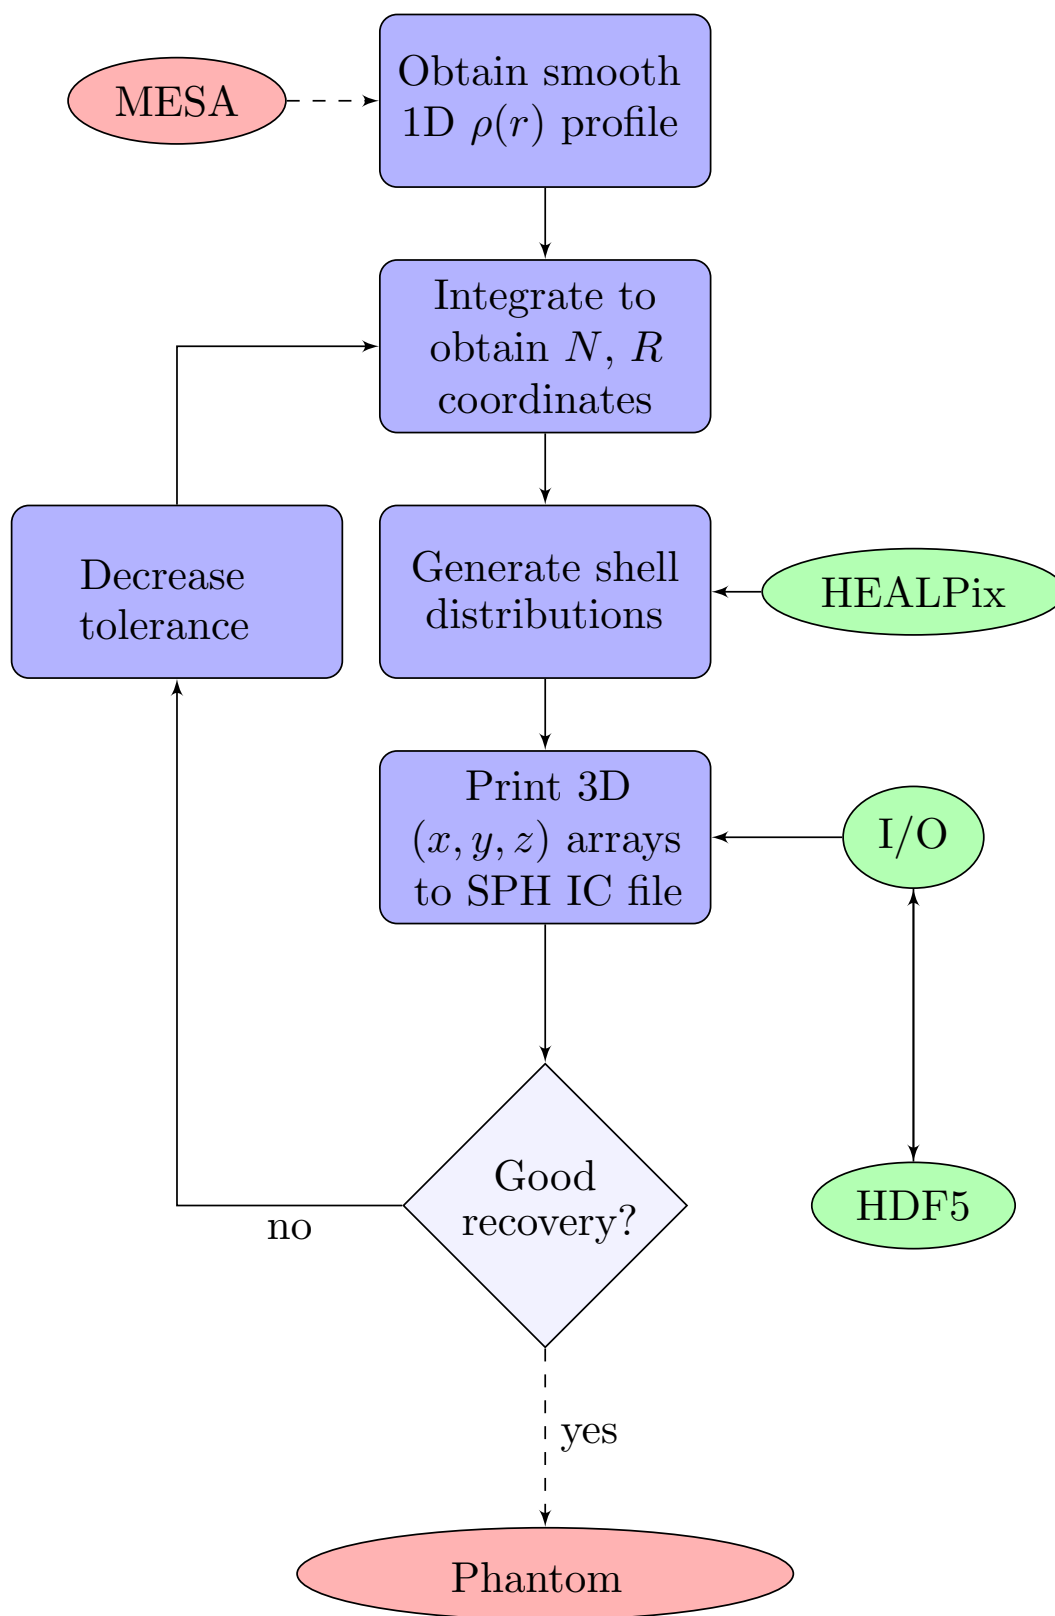 MESA
Obtain smooth
1D ρ(r) profile
Integrate to
obtain N, R
coordinates
Decrease
tolerance
Generate shell
distributions
HEALPix
Print 3D
(x, y, z) arrays
to SPH IC file
I/O
Good
recovery?
HDF5
no
yes
Phantom